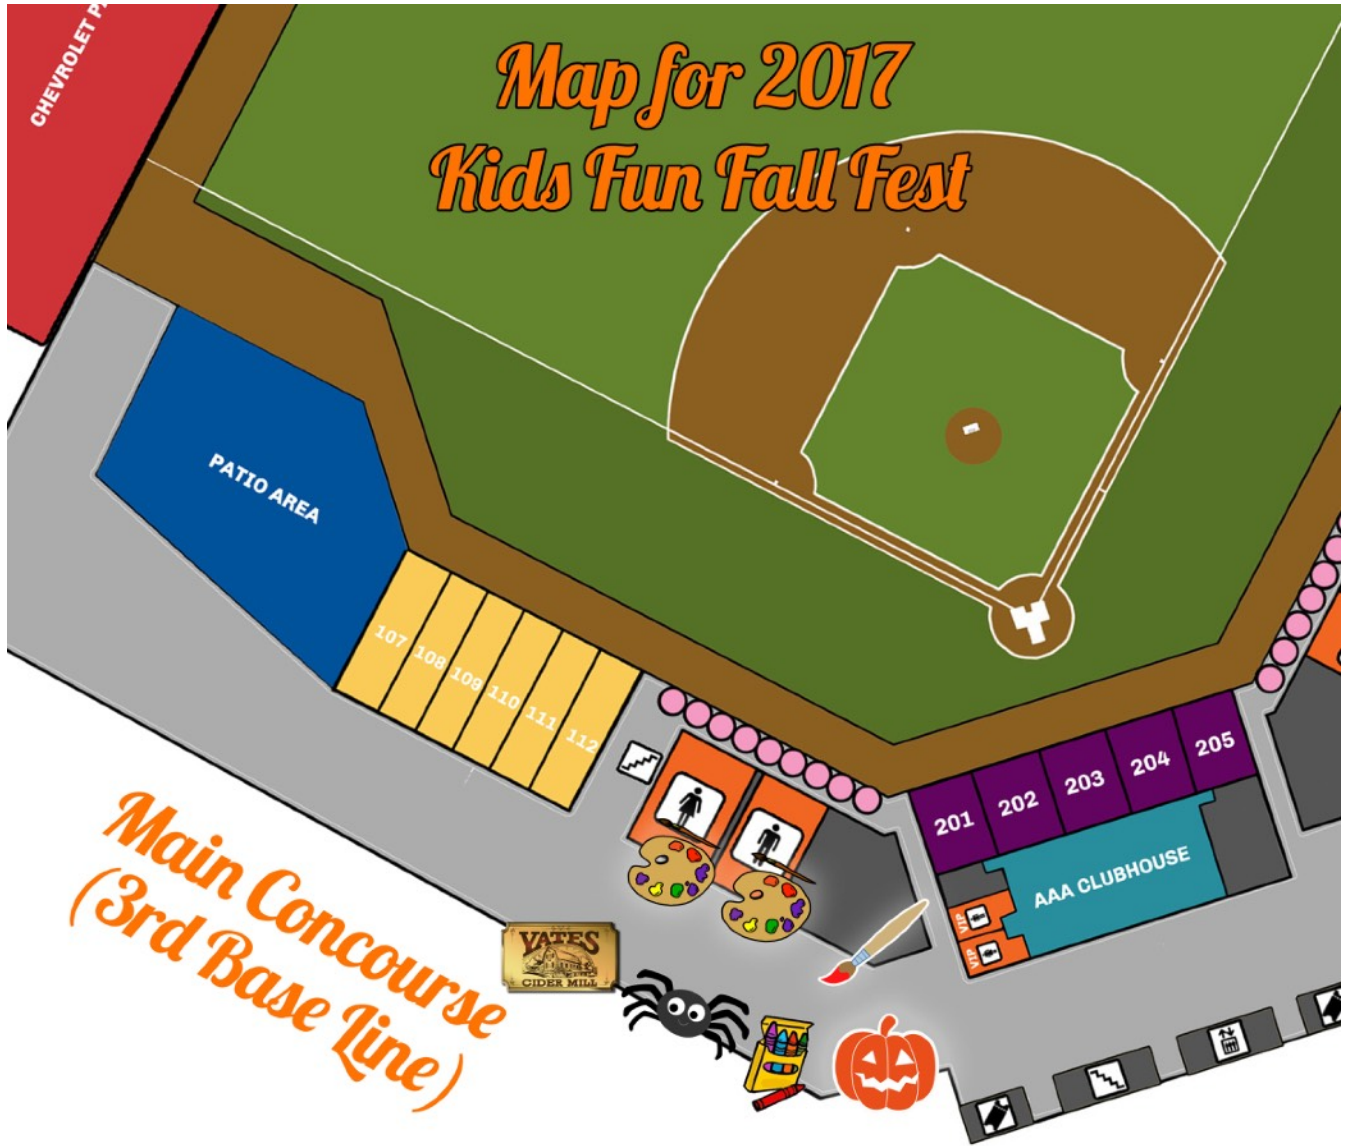 CHEVROLET P
Map for 2017
Kids Fun Fall Fest
PATIO AREA
107
108
109
110
111
112
201
202
203
204
205
AAA CLUBHOUSE
VIP
VIP
Main Concourse
(3rd Base Line)
YATES
CIDER MILL